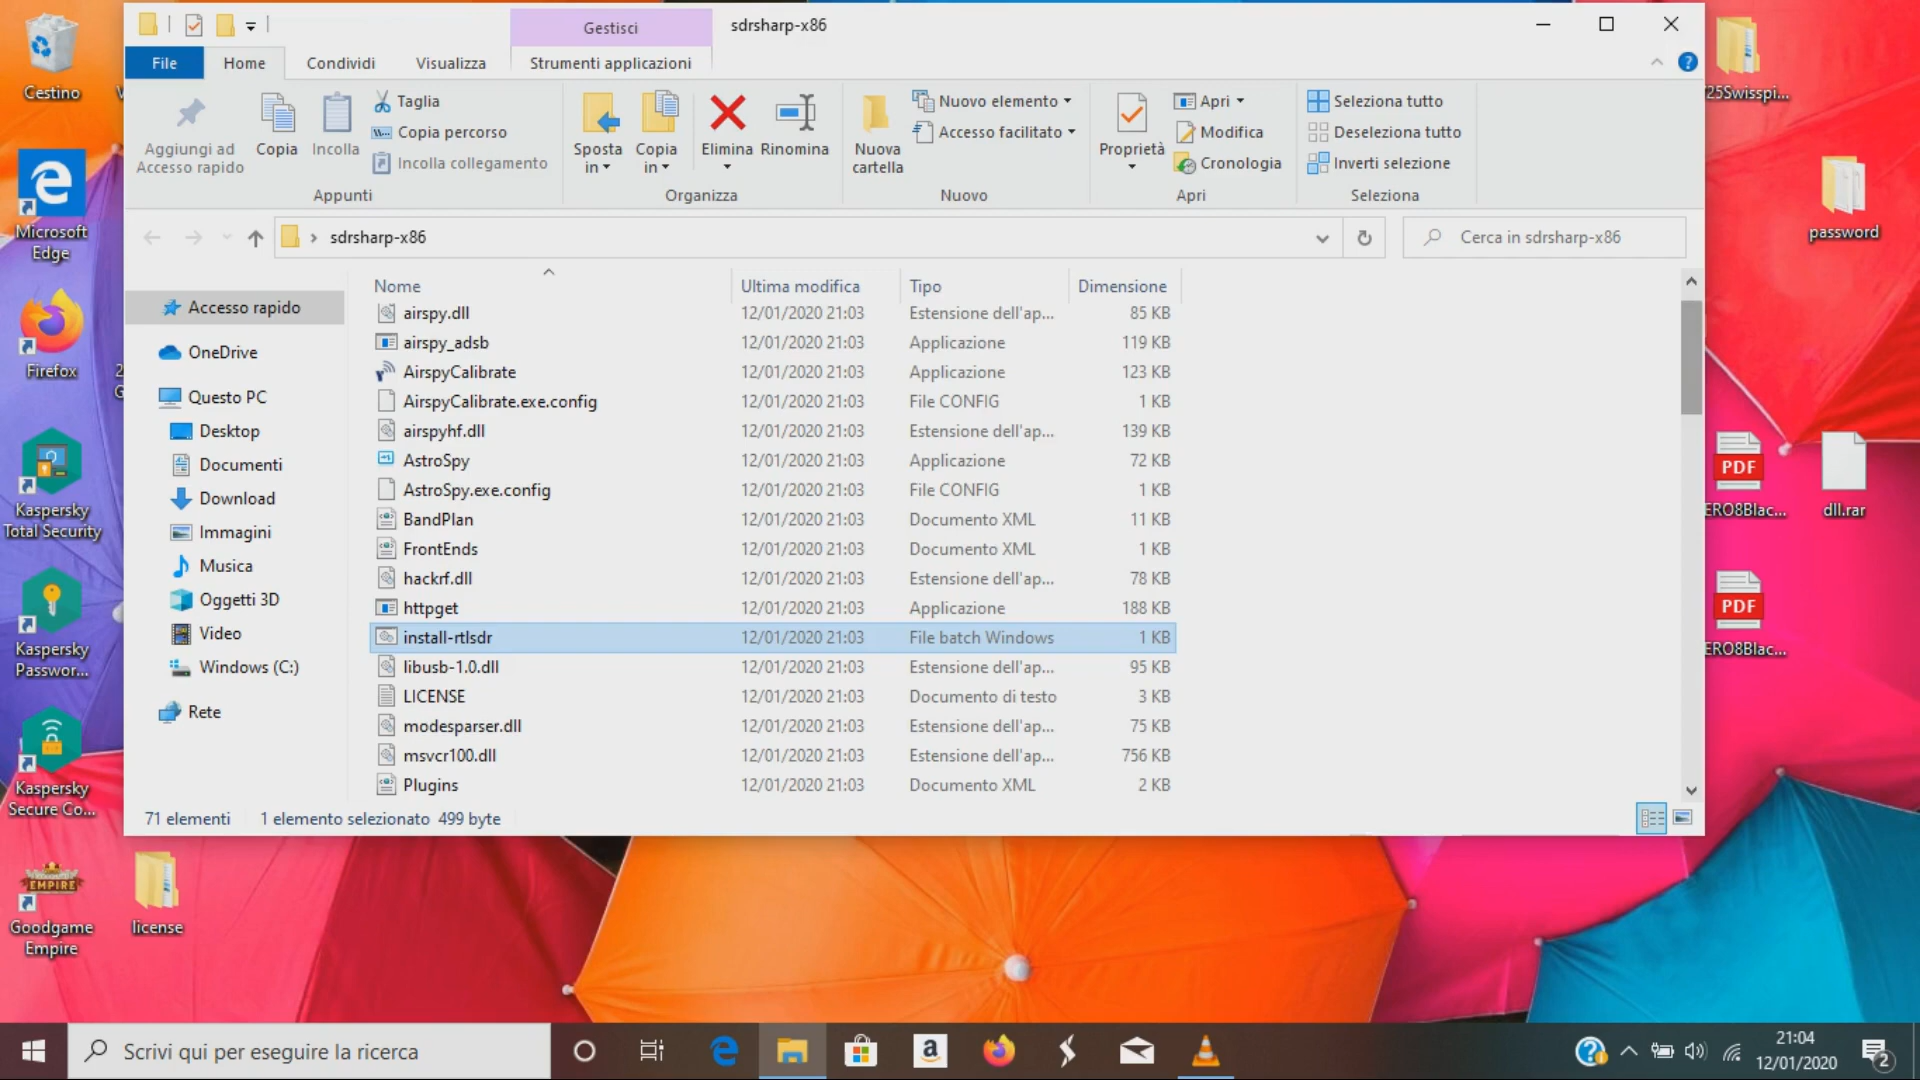 Gestisci
sdrsharp-x86
File
Home
Condividi
Visualizza
Strumenti applicazioni
Aggiungi ad
Accesso rapido
Copia
Incolla
Taglia
Copia percorso
Incolla collegamento
Appunti
Sposta
in
Copia
in
Elimina
Rinomina
Organizza
Nuova
cartella
Nuovo elemento
Accesso facilitato
Nuovo
Proprietà
Apri
Modifica
Cronologia
Apri
Seleziona tutto
Deseleziona tutto
Inverti selezione
Seleziona
sdrsharp-x86
Cerca in sdrsharp-x86
Accesso rapido
OneDrive
Questo PC
Desktop
Documenti
Download
Immagini
Musica
Oggetti 3D
Video
Windows (C:)
Rete
Nome Ultima modifica Tipo Dimensione
airspy.dll 12/01/2020 21:03 Estensione dell'ap... 85 KB
airspy_adsb 12/01/2020 21:03 Applicazione 119 KB
AirspyCalibrate 12/01/2020 21:03 Applicazione 123 KB
AirspyCalibrate.exe.config 12/01/2020 21:03 File CONFIG 1 KB
airspyhf.dll 12/01/2020 21:03 Estensione dell'ap... 139 KB
AstroSpy 12/01/2020 21:03 Applicazione 72 KB
AstroSpy.exe.config 12/01/2020 21:03 File CONFIG 1 KB
BandPlan 12/01/2020 21:03 Documento XML 11 KB
FrontEnds 12/01/2020 21:03 Documento XML 1 KB
hackrf.dll 12/01/2020 21:03 Estensione dell'ap... 78 KB
httpget 12/01/2020 21:03 Applicazione 188 KB
install-rtlsdr 12/01/2020 21:03 File batch Windows 1 KB
libusb-1.0.dll 12/01/2020 21:03 Estensione dell'ap... 95 KB
LICENSE 12/01/2020 21:03 Documento di testo 3 KB
modesparser.dll 12/01/2020 21:03 Estensione dell'ap... 75 KB
msvcr100.dll 12/01/2020 21:03 Estensione dell'ap... 756 KB
Plugins 12/01/2020 21:03 Documento XML 2 KB
71 elementi 1 elemento selezionato 499 byte
Cestino
Microsoft
Edge
Firefox
Kaspersky
Total Security
Kaspersky
Passwor...
Kaspersky
Secure Co...
EMPIRE
Goodgame
Empire
license
25Swisspi...
password
PDF
ERO8Blac...
dll.rar
PDF
ERO8Blac...
Scrivi qui per eseguire la ricerca
21:04
12/01/2020
2